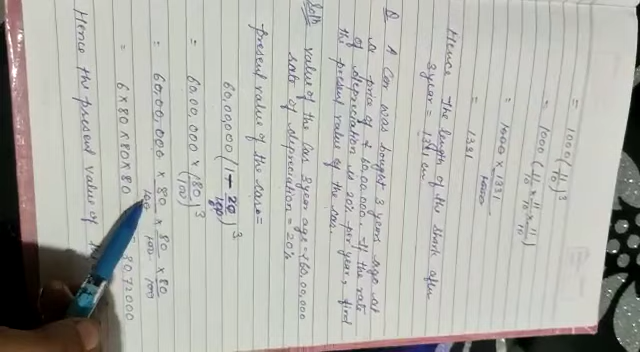 = 1000 (11/10)³
= 1000 (11/10 × 11/10 × 11/10)
= 1000 × 1331/1000
= 1331
Hence the length of the shark after
3 year = 1331 cm
Q. A Car was bought 3 years ago at
a price of ₹ 60,00,000. If the rate
of depreciation is 20% per year, find
the present value of the car.
Soln value of the car 3 year ago = ₹60,00,000
rate of depreciation = 20%
present value of the car =
60,00,000 (1 - 20/100)³
= 60,00,000 × (80/100)³
= 60,00,000 × 80/100 × 80/100 × 80/100
= 6 × 80 × 80 × 80 = 3072000
Hence the present value of